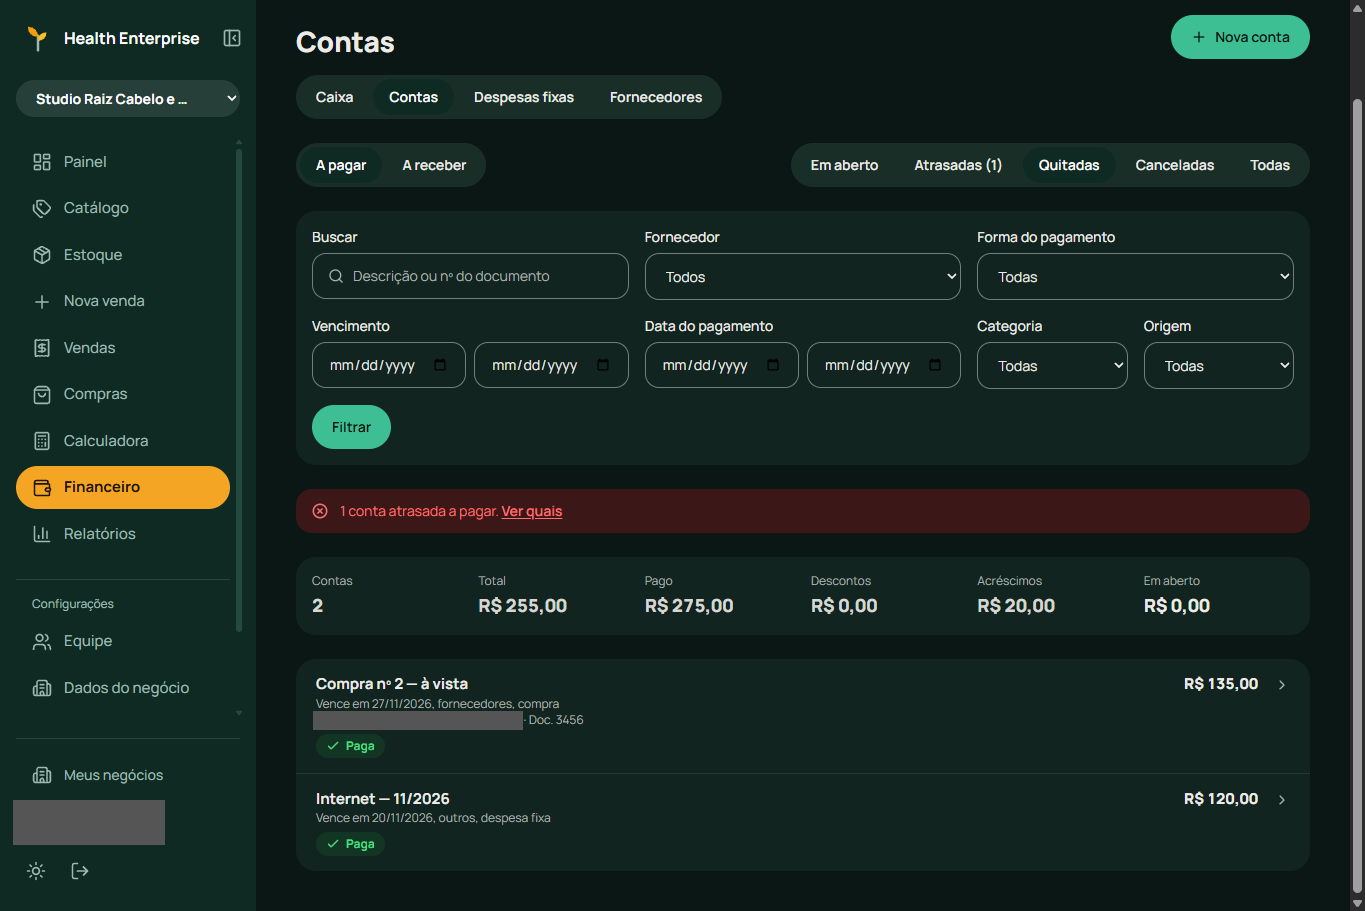 Health Enterprise
Studio Raiz Cabelo e ...
Painel
Catálogo
Estoque
Nova venda
Vendas
Compras
Calculadora
Financeiro
Relatórios
Configurações
Equipe
Dados do negócio
Meus negócios
Contas
+ Nova conta
Caixa Contas Despesas fixas Fornecedores
A pagar A receber
Em aberto Atrasadas (1) Quitadas Canceladas Todas
Buscar Fornecedor Forma do pagamento
Descrição ou nº do documento Todos Todas
Vencimento Data do pagamento Categoria Origem
mm/dd/yyyy mm/dd/yyyy mm/dd/yyyy mm/dd/yyyy Todas Todas
Filtrar
1 conta atrasada a pagar. Ver quais
Contas Total Pago Descontos Acréscimos Em aberto
2 R$ 255,00 R$ 275,00 R$ 0,00 R$ 20,00 R$ 0,00
Compra nº 2 — à vista R$ 135,00
Vence em 27/11/2026, fornecedores, compra
· Doc. 3456
Paga
Internet — 11/2026 R$ 120,00
Vence em 20/11/2026, outros, despesa fixa
Paga